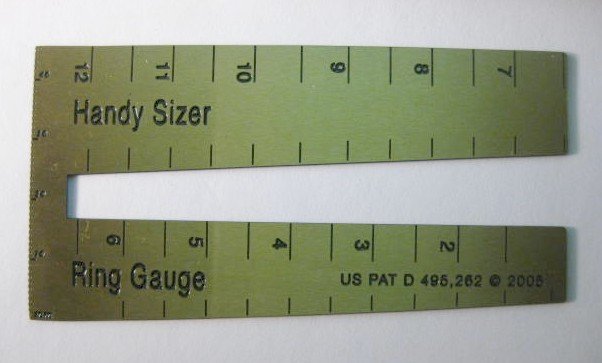 12 11 10 9 8 7
Handy Sizer
6 5 4 3 2
Ring Gauge
US PAT D 495,262 © 2005